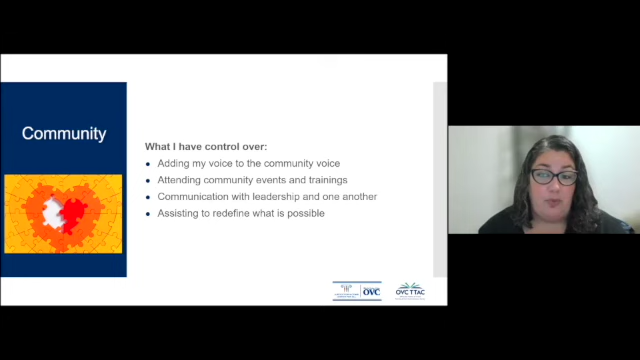 Community
What I have control over:
• Adding my voice to the community voice
• Attending community events and trainings
• Communication with leadership and one another
• Assisting to redefine what is possible
OVC
OVC TTAC